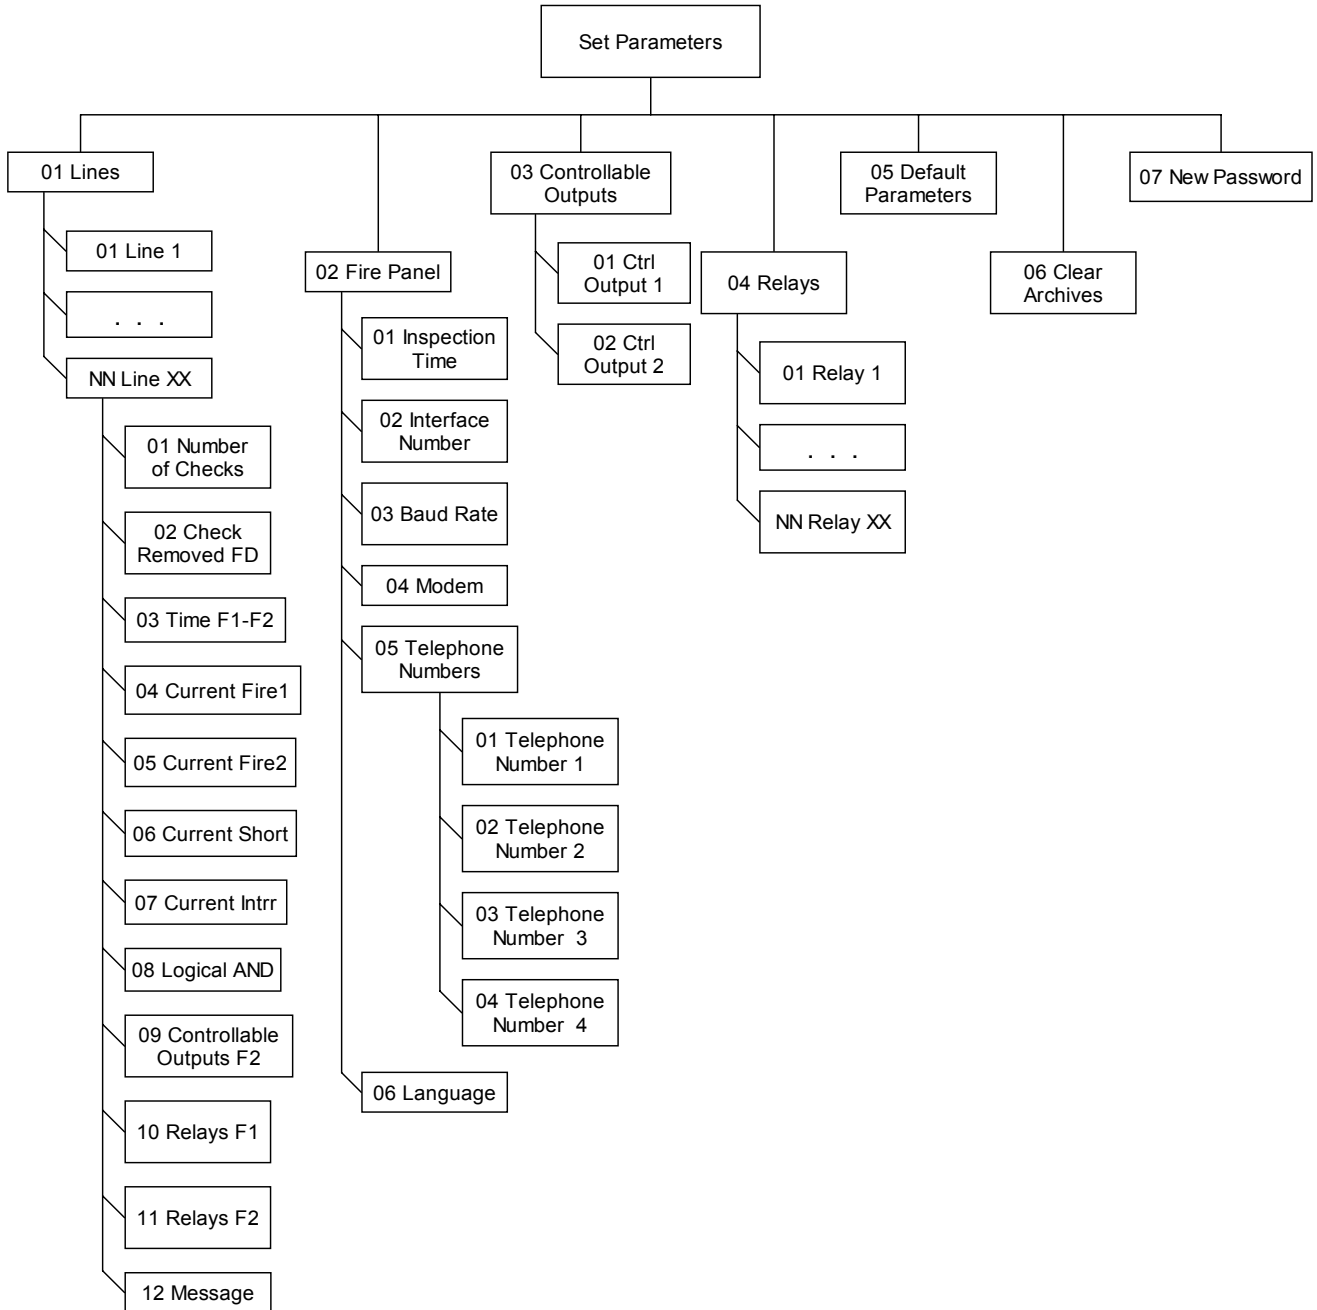 Set Parameters
01 Lines
01 Line 1
. . .
NN Line XX
01 Number
of Checks
02 Check
Removed FD
03 Time F1-F2
04 Current Fire1
05 Current Fire2
06 Current Short
07 Current Intrr
08 Logical AND
09 Controllable
Outputs F2
10 Relays F1
11 Relays F2
12 Message
02 Fire Panel
01 Inspection
Time
02 Interface
Number
03 Baud Rate
04 Modem
05 Telephone
Numbers
01 Telephone
Number 1
02 Telephone
Number 2
03 Telephone
Number 3
04 Telephone
Number 4
06 Language
03 Controllable
Outputs
01 Ctrl
Output 1
02 Ctrl
Output 2
04 Relays
01 Relay 1
. . .
NN Relay XX
05 Default
Parameters
06 Clear
Archives
07 New Password